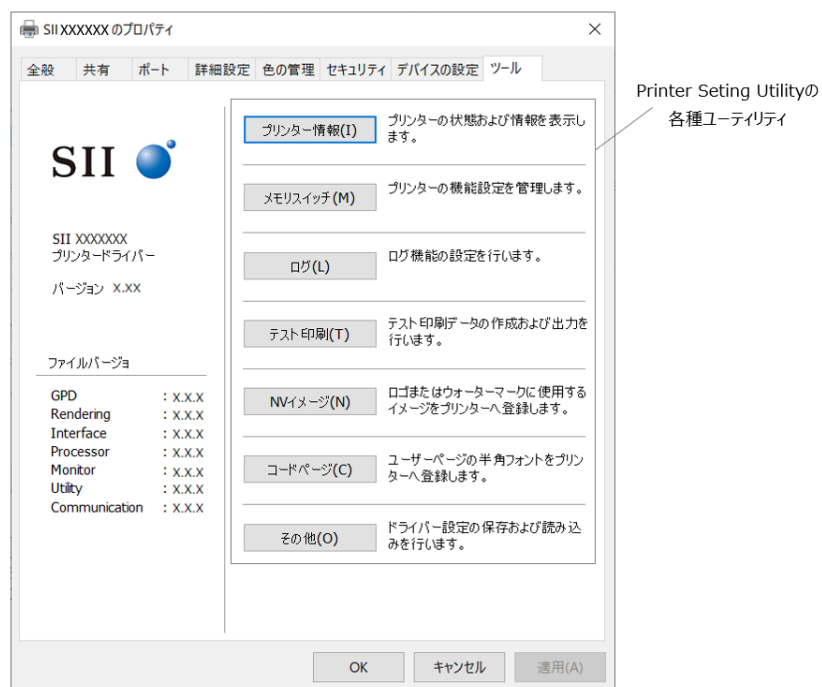 SII XXXXXX のプロパティ
全般 共有 ポート 詳細設定 色の管理 セキュリティ デバイスの設定 ツール
SII
SII XXXXXXX
プリンタードライバー
バージョン X.XX
ファイルバージョ
GPD : X.X.X
Rendering : X.X.X
Interface : X.X.X
Processor : X.X.X
Monitor : X.X.X
Utility : X.X.X
Communication : X.X.X
プリンター情報(I)
プリンターの状態および情報を表示し
ます。
メモリスイッチ(M)
プリンターの機能設定を管理します。
ログ(L)
ログ機能の設定を行います。
テスト印刷(T)
テスト印刷データの作成および出力を
行います。
NVイメージ(N)
ロゴまたはウォーターマークに使用する
イメージをプリンターへ登録します。
コードページ(C)
ユーザーページの半角フォントをプリン
ターへ登録します。
その他(O)
ドライバー設定の保存および読み込
みを行います。
OK キャンセル 適用(A)
Printer Seting Utilityの
各種ユーティリティ